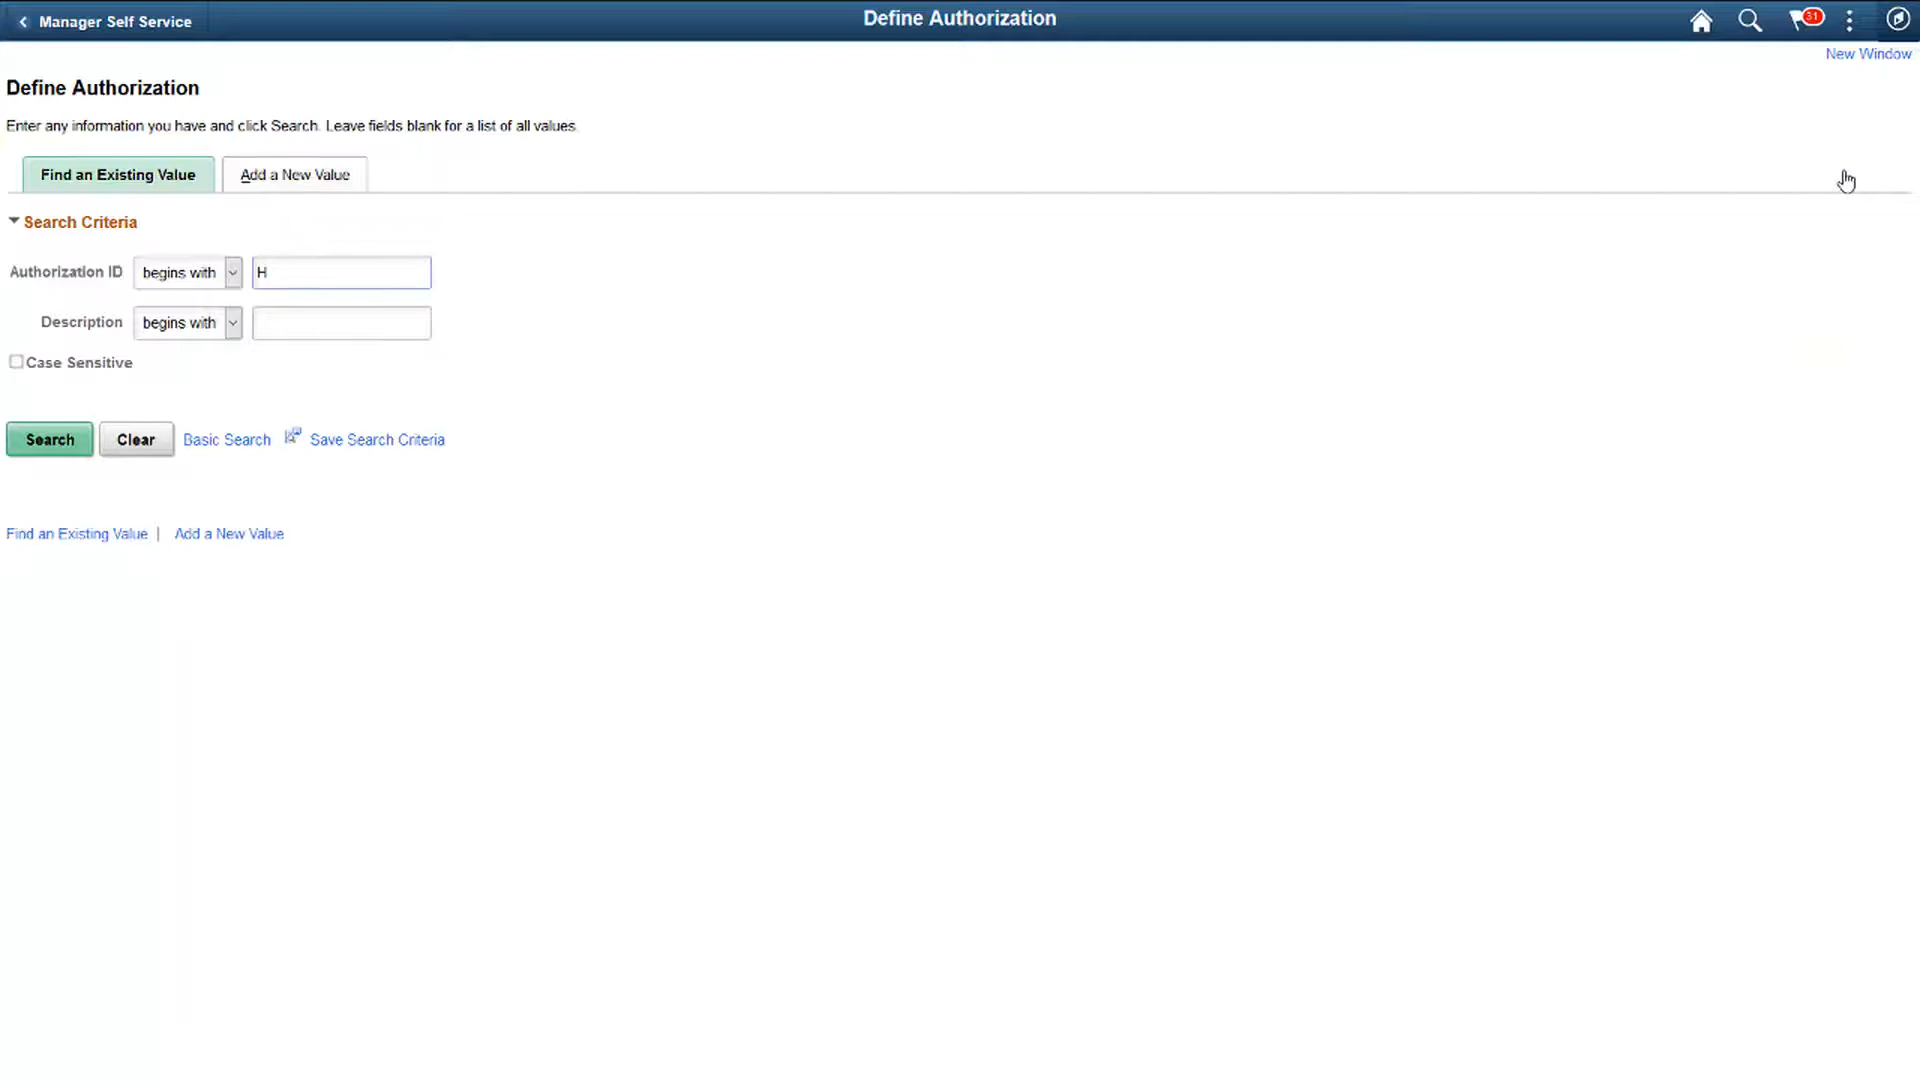 Manager Self Service
Define Authorization
31
New Window
Define Authorization
Enter any information you have and click Search. Leave fields blank for a list of all values.
Find an Existing Value
Add a New Value
Search Criteria
Authorization ID begins with H
Description begins with
Case Sensitive
Search Clear Basic Search Save Search Criteria
Find an Existing Value | Add a New Value